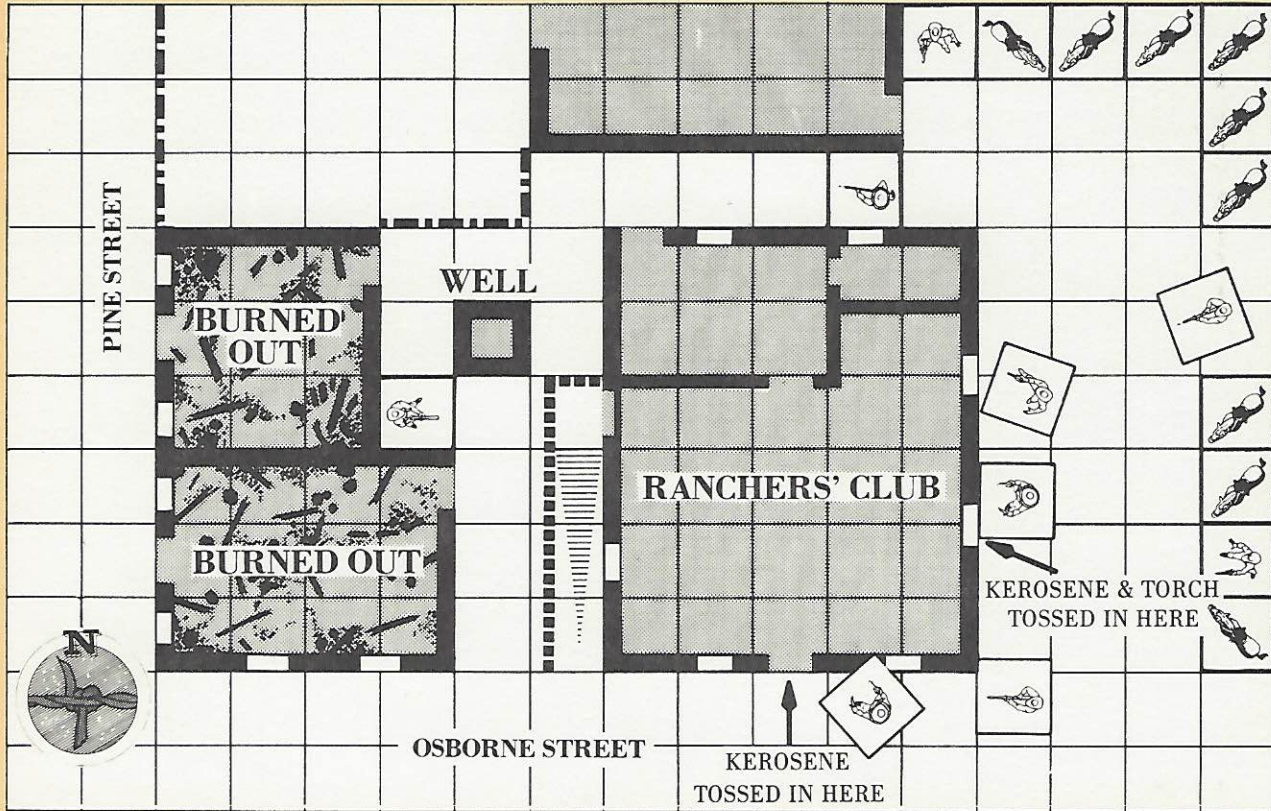 PINE STREET
WELL
BURNED
OUT
RANCHERS' CLUB
BURNED OUT
KEROSENE & TORCH
TOSSED IN HERE
N
OSBORNE STREET
KEROSENE
TOSSED IN HERE